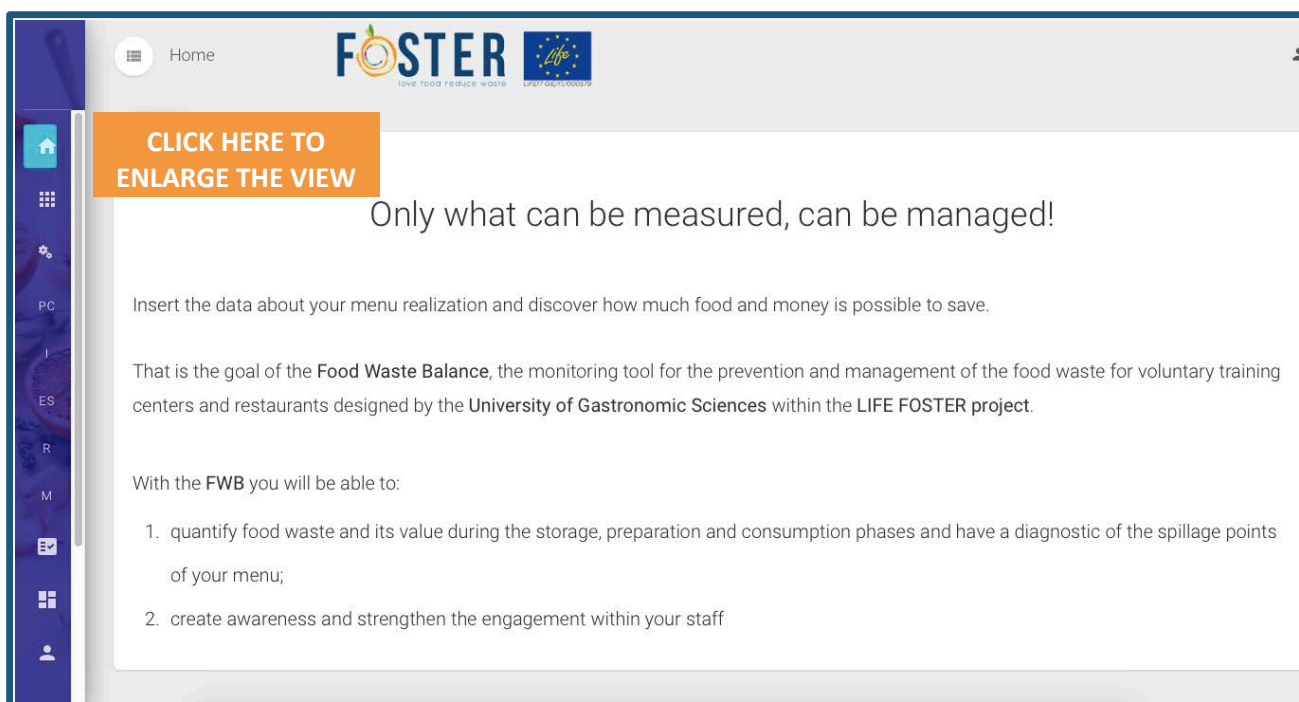 Home
FOSTER
love food reduce waste
Life
LIFE17 GIE/IT/000579
CLICK HERE TO
ENLARGE THE VIEW
Only what can be measured, can be managed!
PC
Insert the data about your menu realization and discover how much food and money is possible to save.
I
That is the goal of the Food Waste Balance, the monitoring tool for the prevention and management of the food waste for voluntary training
ES
centers and restaurants designed by the University of Gastronomic Sciences within the LIFE FOSTER project.
R
With the FWB you will be able to:
M
1. quantify food waste and its value during the storage, preparation and consumption phases and have a diagnostic of the spillage points
of your menu;
2. create awareness and strengthen the engagement within your staff